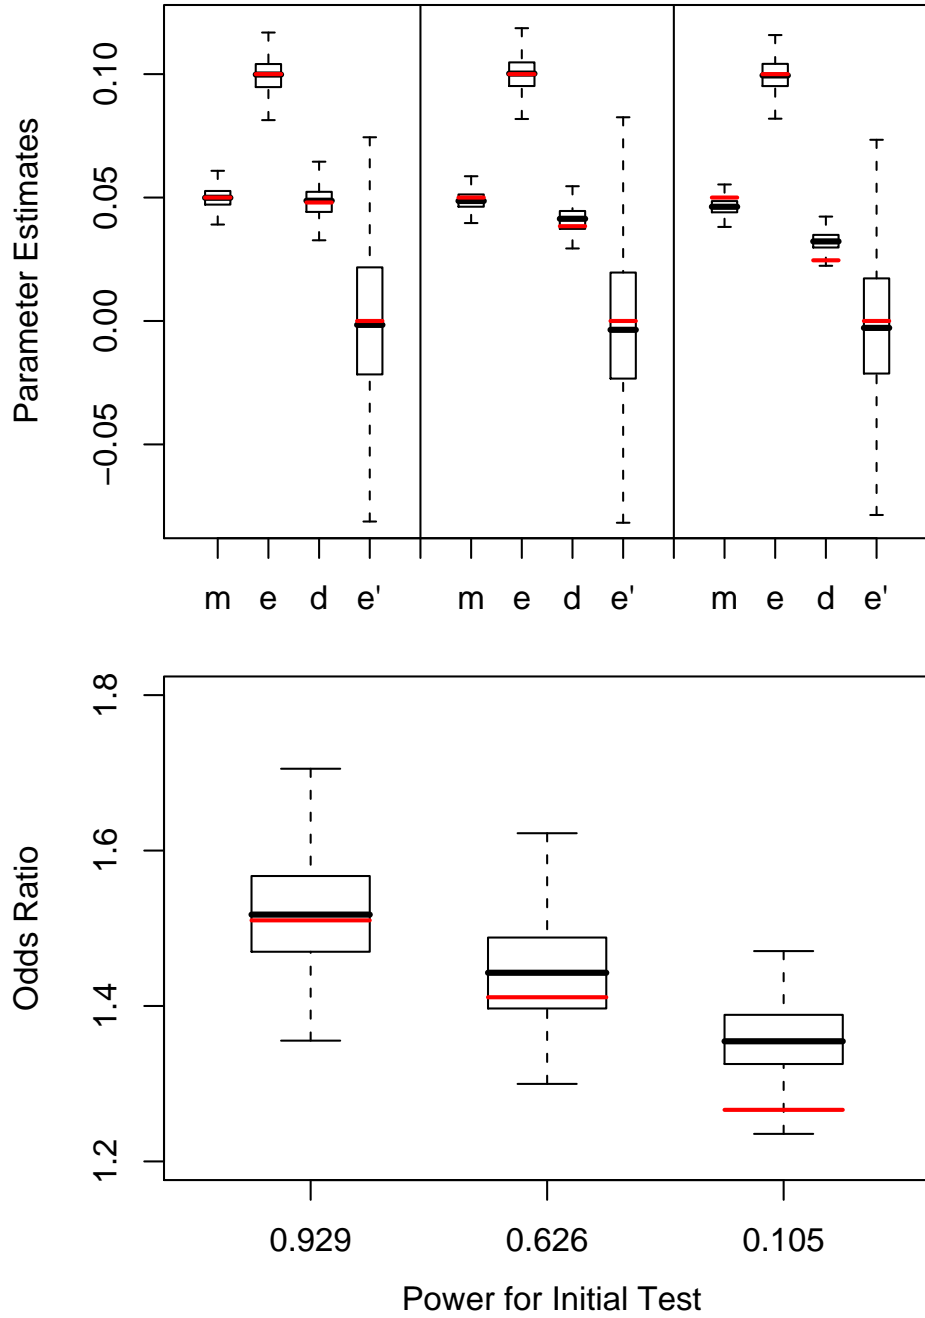 Parameter Estimates
0.10
0.05
0.00
−0.05
m e d e' m e d e' m e d e'
Odds Ratio
1.8
1.6
1.4
1.2
0.929 0.626 0.105
Power for Initial Test